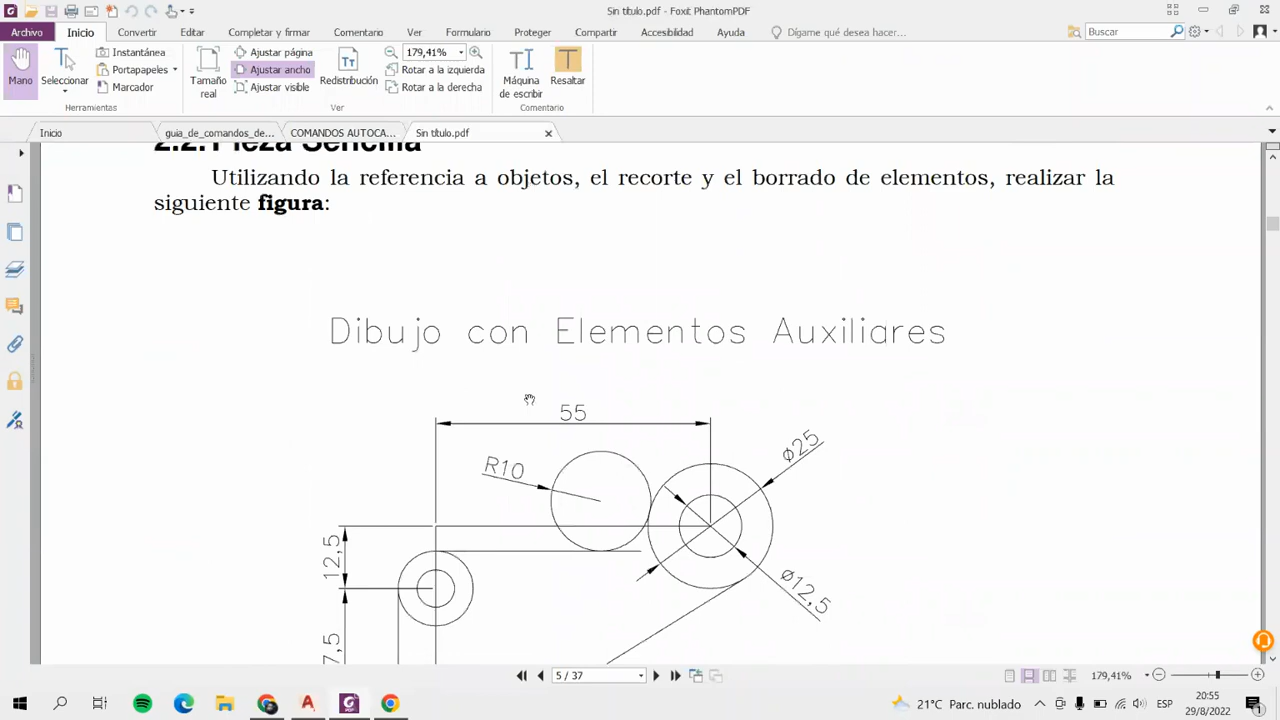 Sin título.pdf - Foxit PhantomPDF
Archivo Inicio Convertir Editar Completar y firmar Comentario Ver Formulario Proteger Compartir Accesibilidad Ayuda Dígame qué desea hacer... Buscar
Mano
Seleccionar
Instantánea
Portapapeles
Marcador
Herramientas
Tamaño real
Ajustar página
Ajustar ancho
Ajustar visible
Redistribución
179,41%
Rotar a la izquierda
Rotar a la derecha
Ver
Máquina de escribir
Resaltar
Comentario
Inicio guia_de_comandos_de... COMANDOS AUTOCA... Sin título.pdf
2.2. Pieza Sencilla
Utilizando la referencia a objetos, el recorte y el borrado de elementos, realizar la
siguiente figura:
Dibujo con Elementos Auxiliares
55
R10
ø25
12,5
ø12,5
7,5
5 / 37
179,41%
21°C Parc. nublado
ESP
20:55
29/8/2022
1